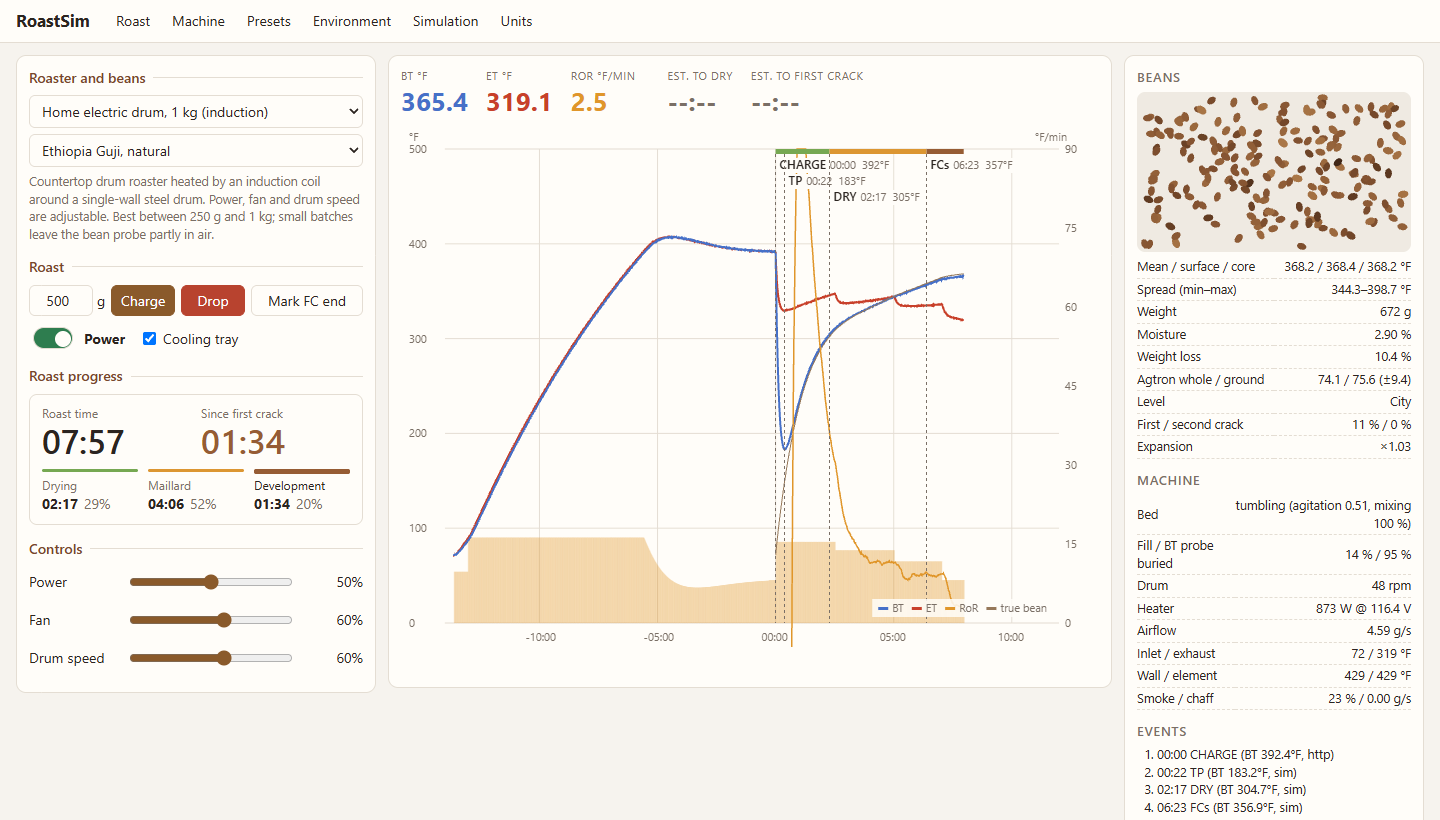 RoastSim Roast Machine Presets Environment Simulation Units
Roaster and beans
Home electric drum, 1 kg (induction)
Ethiopia Guji, natural
Countertop drum roaster heated by an induction coil
around a single-wall steel drum. Power, fan and drum speed
are adjustable. Best between 250 g and 1 kg; small batches
leave the bean probe partly in air.
Roast
500 g Charge Drop Mark FC end
Power Cooling tray
Roast progress
Roast time Since first crack
07:57 01:34
Drying Maillard Development
02:17 29% 04:06 52% 01:34 20%
Controls
Power 50%
Fan 60%
Drum speed 60%
BT °F ET °F ROR °F/MIN EST. TO DRY EST. TO FIRST CRACK
365.4 319.1 2.5 --:-- --:--
°F °F/min
500 90
CHARGE 00:00 392°F FCs 06:23 357°F
TP 00:22 183°F
DRY 02:17 305°F
75
400
60
300
45
200
30
100
15
BT ET RoR true bean
0 0
-10:00 -05:00 00:00 05:00 10:00
BEANS
Mean / surface / core 368.2 / 368.4 / 368.2 °F
Spread (min–max) 344.3–398.7 °F
Weight 672 g
Moisture 2.90 %
Weight loss 10.4 %
Agtron whole / ground 74.1 / 75.6 (±9.4)
Level City
First / second crack 11 % / 0 %
Expansion ×1.03
MACHINE
Bed tumbling (agitation 0.51, mixing
100 %)
Fill / BT probe
buried 14 % / 95 %
Drum 48 rpm
Heater 873 W @ 116.4 V
Airflow 4.59 g/s
Inlet / exhaust 72 / 319 °F
Wall / element 429 / 429 °F
Smoke / chaff 23 % / 0.00 g/s
EVENTS
1. 00:00 CHARGE (BT 392.4°F, http)
2. 00:22 TP (BT 183.2°F, sim)
3. 02:17 DRY (BT 304.7°F, sim)
4. 06:23 FCs (BT 356.9°F, sim)